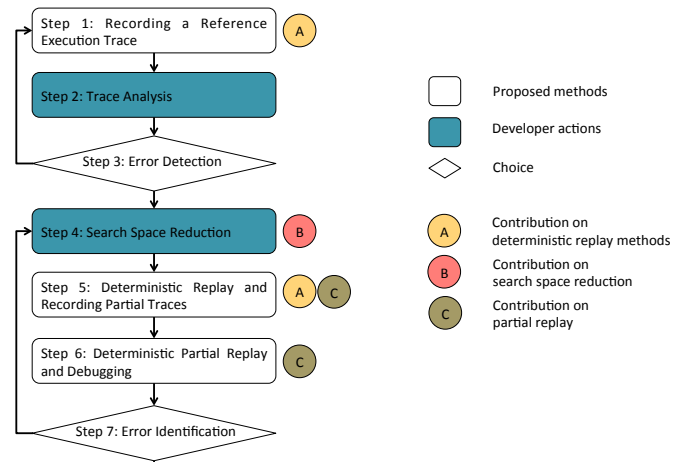 Step 1: Recording a Reference
Execution Trace
A
Step 2: Trace Analysis
Step 3: Error Detection
Step 4: Search Space Reduction
B
Step 5: Deterministic Replay and
Recording Partial Traces
A
C
Step 6: Deterministic Partial Replay
and Debugging
C
Step 7: Error Identification
Proposed methods
Developer actions
Choice
A
Contribution on
deterministic replay methods
B
Contribution on
search space reduction
C
Contribution on
partial replay